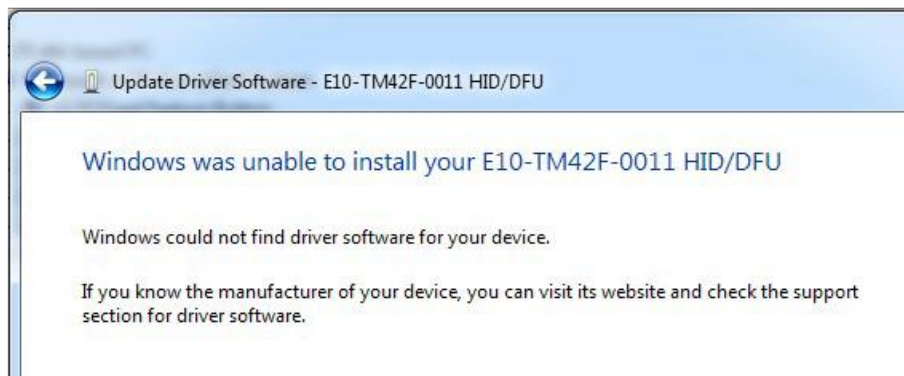 Update Driver Software - E10-TM42F-0011 HID/DFU
Windows was unable to install your E10-TM42F-0011 HID/DFU
Windows could not find driver software for your device.
If you know the manufacturer of your device, you can visit its website and check the support
section for driver software.